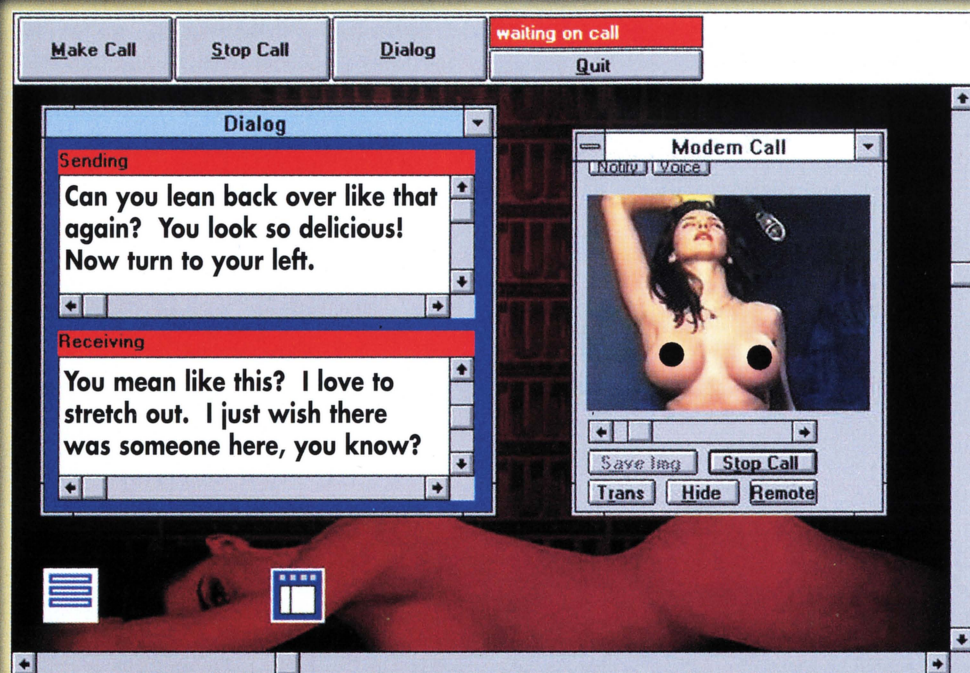 Make Call
Stop Call
Dialog
waiting on call
Quit
Dialog
Sending
Can you lean back over like that
again? You look so delicious!
Now turn to your left.
Receiving
You mean like this? I love to
stretch out. I just wish there
was someone here, you know?
Modem Call
Notify Voice
Save Img Stop Call
Trans Hide Remote